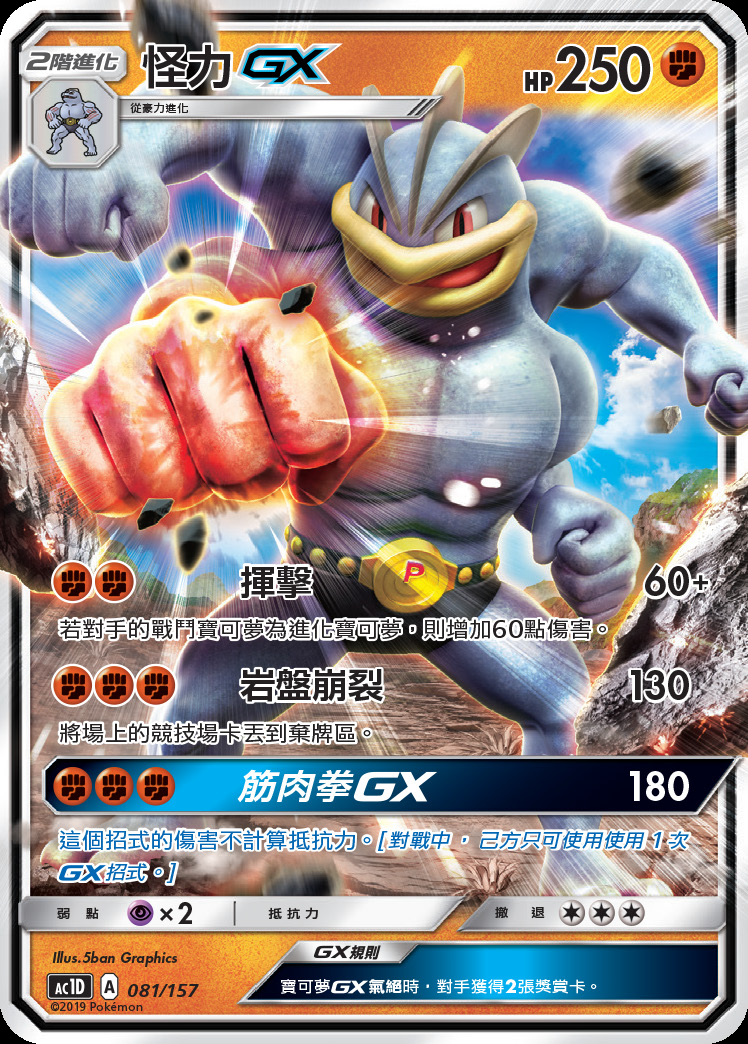 2階進化
怪力GX
HP250
從豪力進化
P
揮擊 60+
若對手的戰鬥寶可夢為進化寶可夢，則增加60點傷害。
岩盤崩裂 130
將場上的競技場卡丟到棄牌區。
筋肉拳GX 180
這個招式的傷害不計算抵抗力。[對戰中，己方只可使用使用1次
GX招式。]
弱點 ×2 抵抗力 撤退
Illus.5ban Graphics
GX規則
AC1D A 081/157
寶可夢GX氣絕時，對手獲得2張獎賞卡。
©2019 Pokémon